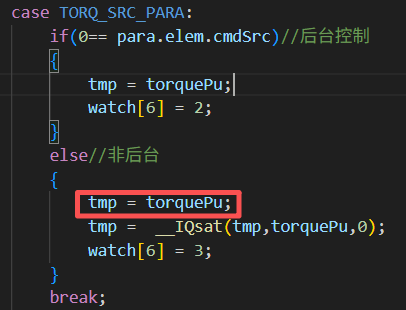 case TORQ_SRC_PARA:
if(0== para.elem.cmdSrc)//后台控制
{
tmp = torquePu;
watch[6] = 2;
}
else//非后台
{
tmp = torquePu;
tmp =  __IQsat(tmp,torquePu,0);
watch[6] = 3;
}
break;